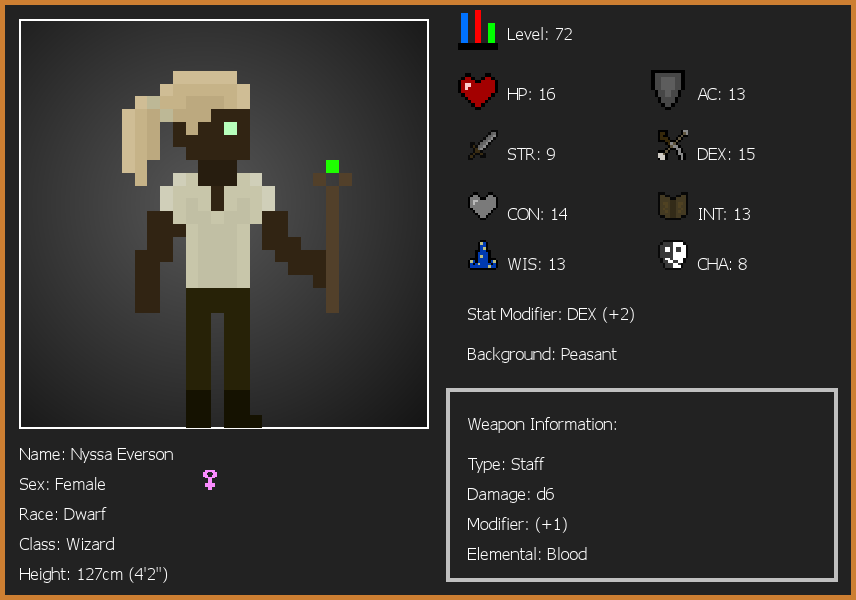 Level: 72
HP: 16
AC: 13
STR: 9
DEX: 15
CON: 14
INT: 13
WIS: 13
CHA: 8
Stat Modifier: DEX (+2)
Background: Peasant
Weapon Information:
Type: Staff
Damage: d6
Modifier: (+1)
Elemental: Blood
Name: Nyssa Everson
Sex: Female
Race: Dwarf
Class: Wizard
Height: 127cm (4'2")